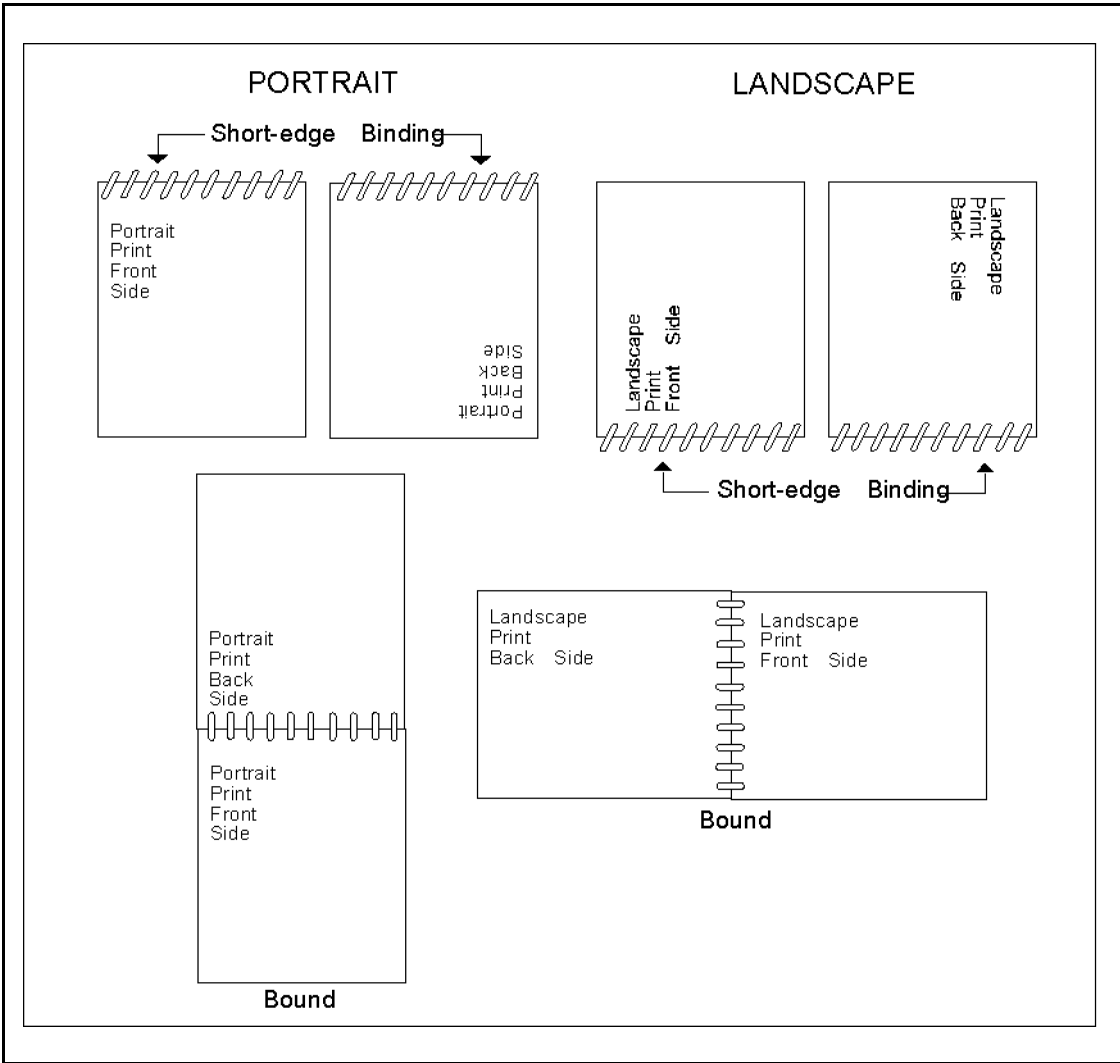 PORTRAIT
LANDSCAPE
Short-edge Binding
Portrait
Print
Front
Side
Portrait
Print
Back
Side
Landscape
Print
Front Side
Landscape
Print
Back Side
Short-edge Binding
Portrait
Print
Back
Side
Portrait
Print
Front
Side
Bound
Landscape
Print
Back Side
Landscape
Print
Front Side
Bound